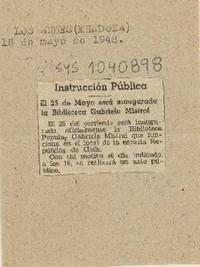 LOS ANDES(MENDOZA)
18 de mayo de 1948.
sys 1040898
Instrucción Pública
El 25 de Mayo será inaugurada
la Biblioteca Gabriela Mistral
El 25 del corriente será inaugu-
rada oficialmente la Biblioteca
Popular Gabriela Mistral que fun-
ciona en el local de la escuela Re-
pública de Chile.
Con tal motivo el día indicado,
a las 16, se realizará un acto pú-
blico.